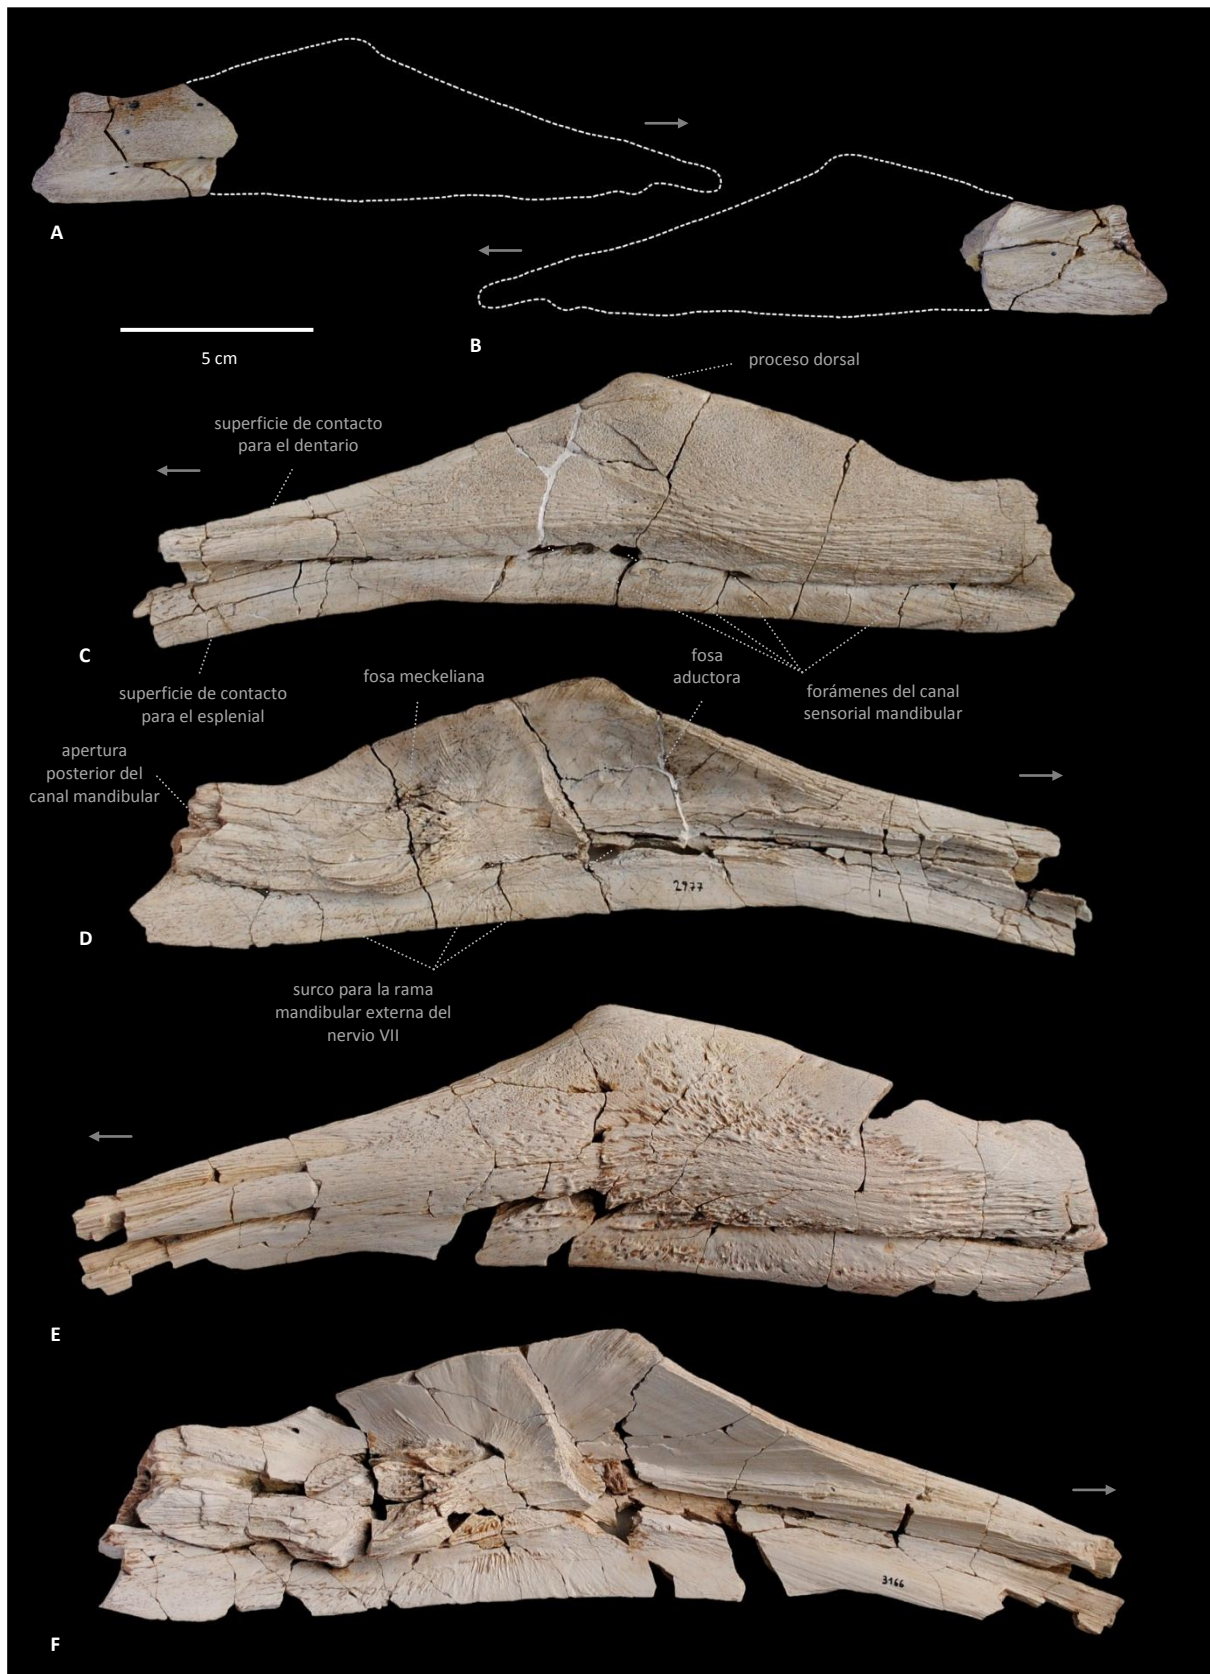 A
B
5 cm
proceso dorsal
superficie de contacto
para el dentario
C
superficie de contacto
para el esplenial
fosa meckeliana
fosa
aductora
forámenes del canal
sensorial mandibular
apertura
posterior del
canal mandibular
2977
D
surco para la rama
mandibular externa del
nervio VII
E
3166
F